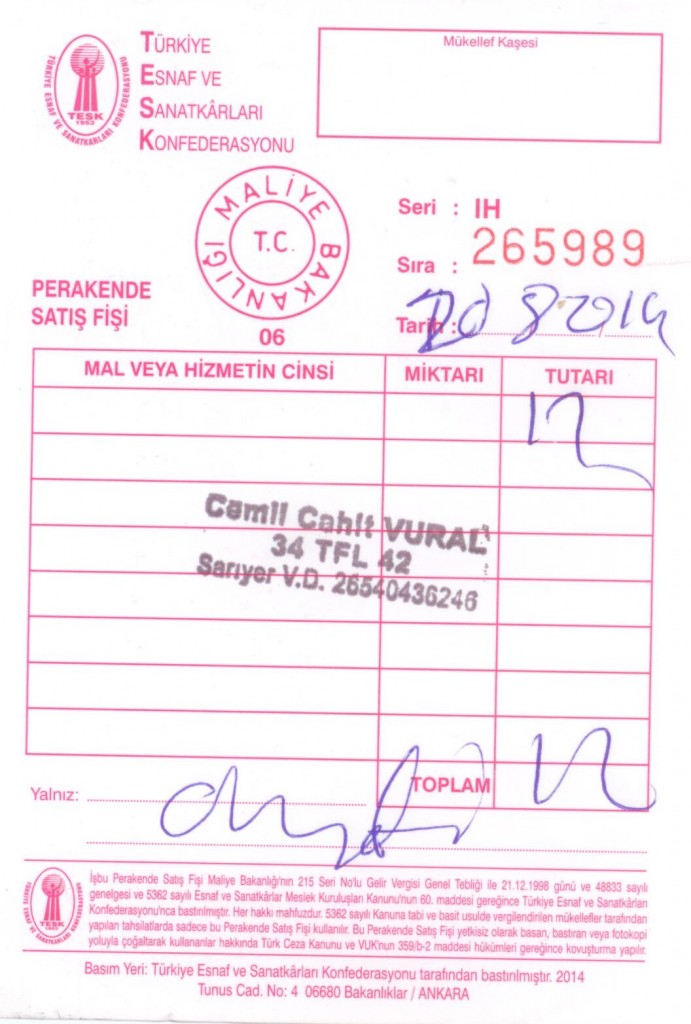 TÜRKİYE
ESNAF VE
SANATKÂRLARI
KONFEDERASYONU
TÜRKİYE ESNAF VE SANATKARLARI KONFEDERASYONU
TESK
1953
Mükellef Kaşesi
MALİYE BAKANLIĞI
T.C.
06
Seri : IH
Sıra : 265989
PERAKENDE
SATIŞ FİŞİ
Tarih : 20 8 2014
MAL VEYA HİZMETİN CİNSİ MİKTARI TUTARI
12
Cemil Cahit VURAL
34 TFL 42
Sarıyer V.D. 26540436246
TOPLAM 12
Yalnız:
İşbu Perakende Satış Fişi Maliye Bakanlığı'nın 215 Seri No'lu Gelir Vergisi Genel Tebliği ile 21.12.1998 günü ve 48833 sayılı
genelgesi ve 5362 sayılı Esnaf ve Sanatkârlar Meslek Kuruluşları Kanunu'nun 60. maddesi gereğince Türkiye Esnaf ve Sanatkârları
Konfederasyonu'nca bastırılmıştır. Her hakkı mahfuzdur. 5362 sayılı Kanuna tabi ve basit usulde vergilendirilen mükellefler tarafından
yapılan tahsilatlarda sadece bu Perakende Satış Fişi kullanılır. Bu Perakende Satış Fişi yetkisiz olarak basan, bastıran veya fotokopi
yoluyla çoğaltarak kullananlar hakkında Türk Ceza Kanunu ve VUK'nun 359/b-2 maddesi hükümleri gereğince kovuşturma yapılır.
Basım Yeri: Türkiye Esnaf ve Sanatkârları Konfederasyonu tarafından bastırılmıştır. 2014
Tunus Cad. No: 4 06680 Bakanlıklar / ANKARA